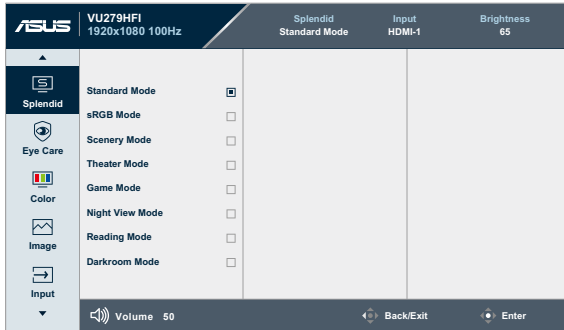 ASUS
VU279HFI
1920x1080 100Hz
Splendid
Standard Mode
Input
HDMI-1
Brightness
65
Splendid
Eye Care
Color
Image
Input
Standard Mode
sRGB Mode
Scenery Mode
Theater Mode
Game Mode
Night View Mode
Reading Mode
Darkroom Mode
Volume 50
Back/Exit
Enter